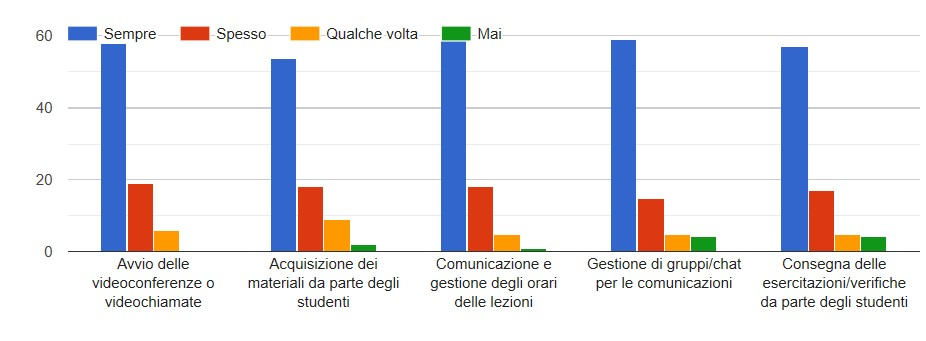 60
Sempre Spesso Qualche volta Mai
40
20
0
Avvio delle
videoconferenze o
videochiamate
Acquisizione dei
materiali da parte degli
studenti
Comunicazione e
gestione degli orari
delle lezioni
Gestione di gruppi/chat
per le comunicazioni
Consegna delle
esercitazioni/verifiche
da parte degli studenti